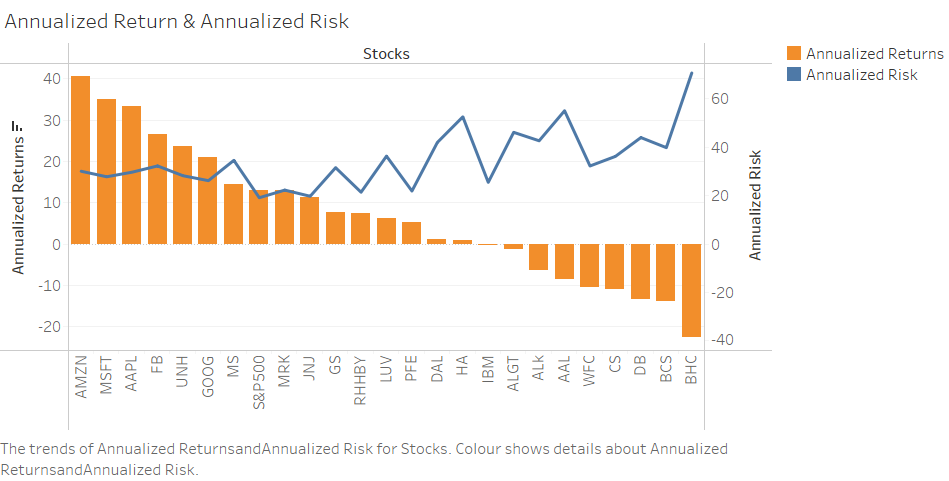 Annualized Return & Annualized Risk
Stocks
Annualized Returns
Annualized Risk
40
30
20
10
0
-10
-20
Annualized Returns
60
40
20
0
-20
-40
Annualized Risk
AMZN
MSFT
AAPL
FB
UNH
GOOG
MS
S&P500
MRK
JNJ
GS
RHHBY
LUV
PFE
DAL
HA
IBM
ALGT
ALk
AAL
WFC
CS
DB
BCS
BHC
The trends of Annualized ReturnsandAnnualized Risk for Stocks. Colour shows details about Annualized
ReturnsandAnnualized Risk.